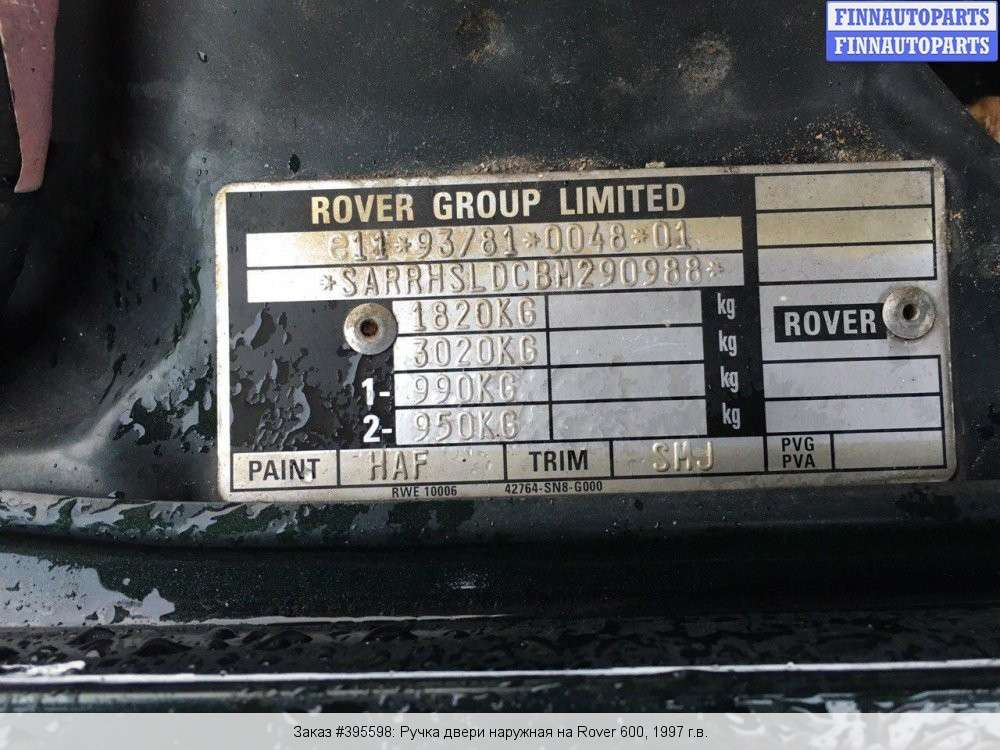 FINNAUTOPARTS
FINNAUTOPARTS
ROVER GROUP LIMITED
e11*93/81*0048*01
*SARRHSLDCBM290988*
1820KG kg
ROVER
3020KG kg
1- 990KG kg
2- 950KG kg
PAINT HAF TRIM SMJ PVG PVA
RWE 10006 42764-SN8-G000
Заказ #395598: Ручка двери наружная на Rover 600, 1997 г.в.